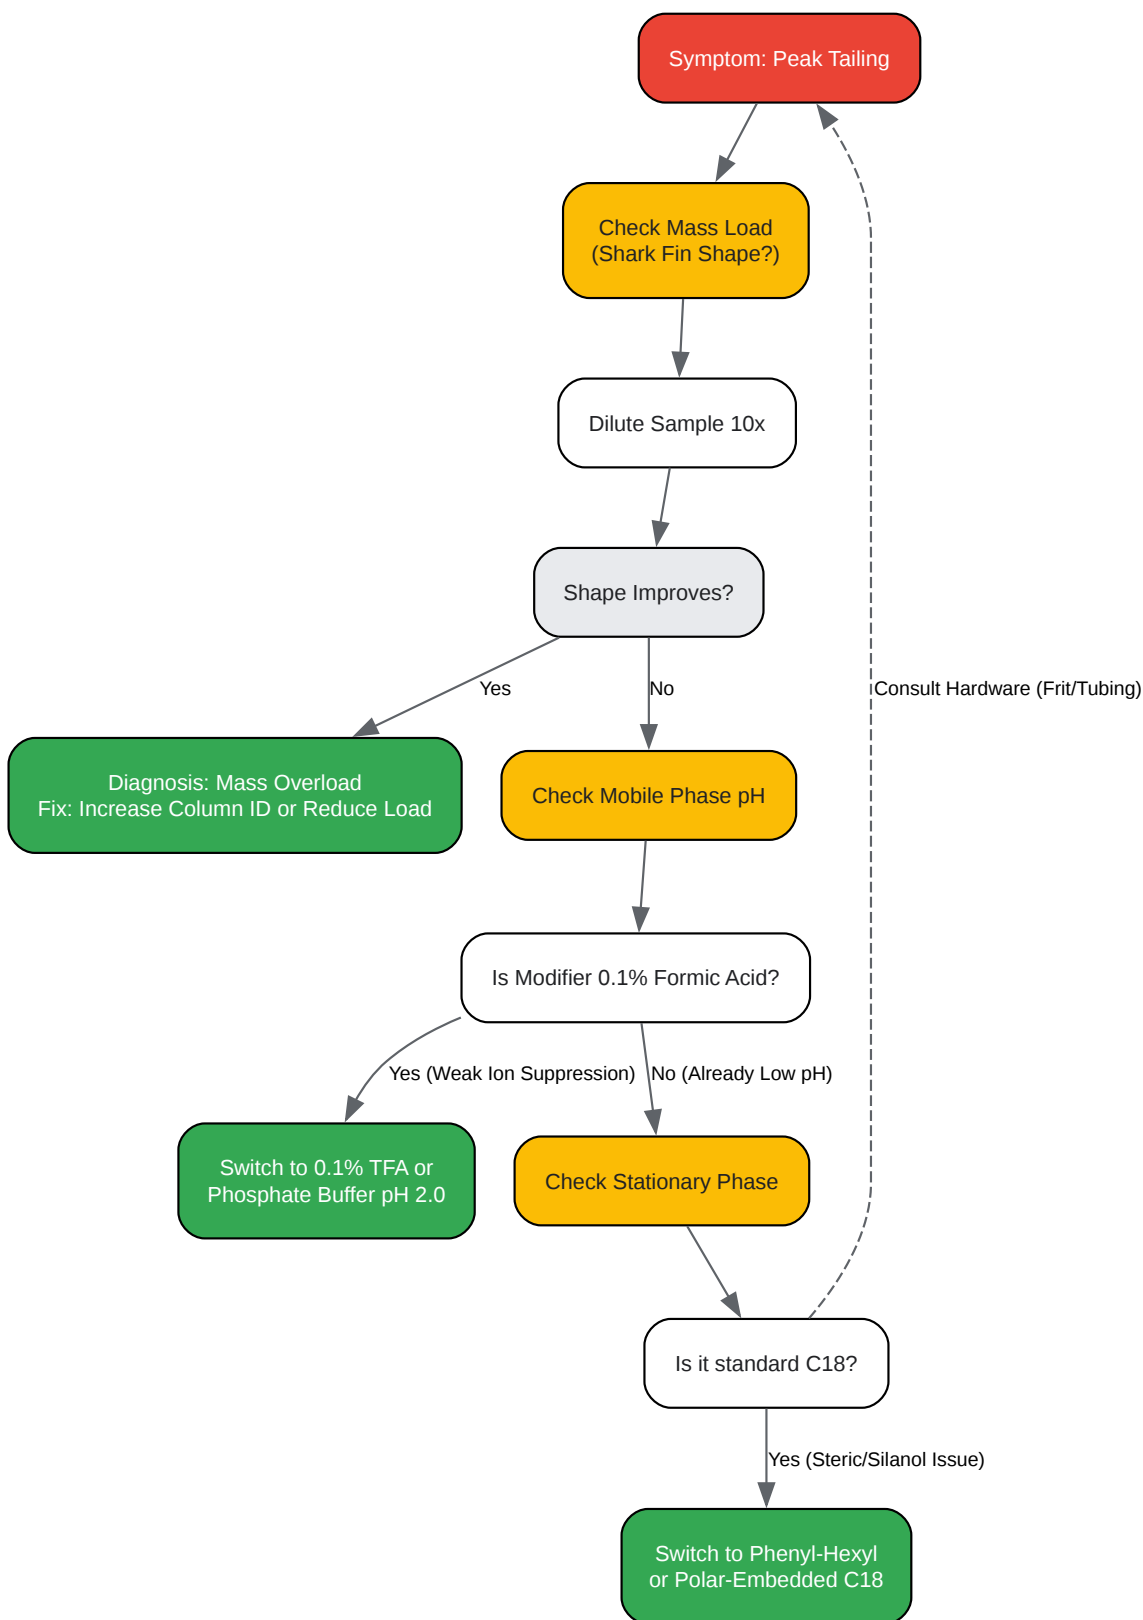 Symptom: Peak Tailing
Check Mass Load
(Shark Fin Shape?)
Dilute Sample 10x
Shape Improves?
Yes
No
Consult Hardware (Frit/Tubing)
Diagnosis: Mass Overload
Fix: Increase Column ID or Reduce Load
Check Mobile Phase pH
Is Modifier 0.1% Formic Acid?
Yes (Weak Ion Suppression)
No (Already Low pH)
Switch to 0.1% TFA or
Phosphate Buffer pH 2.0
Check Stationary Phase
Is it standard C18?
Yes (Steric/Silanol Issue)
Switch to Phenyl-Hexyl
or Polar-Embedded C18